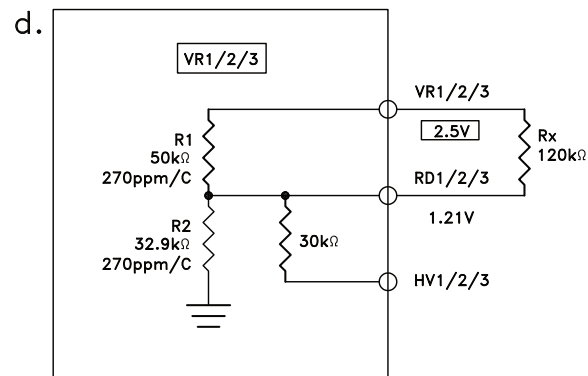 d.
VR1/2/3
VR1/2/3
R1
50kΩ
270ppm/C
2.5V
Rx
120kΩ
RD1/2/3
1.21V
R2
32.9kΩ
270ppm/C
30kΩ
HV1/2/3